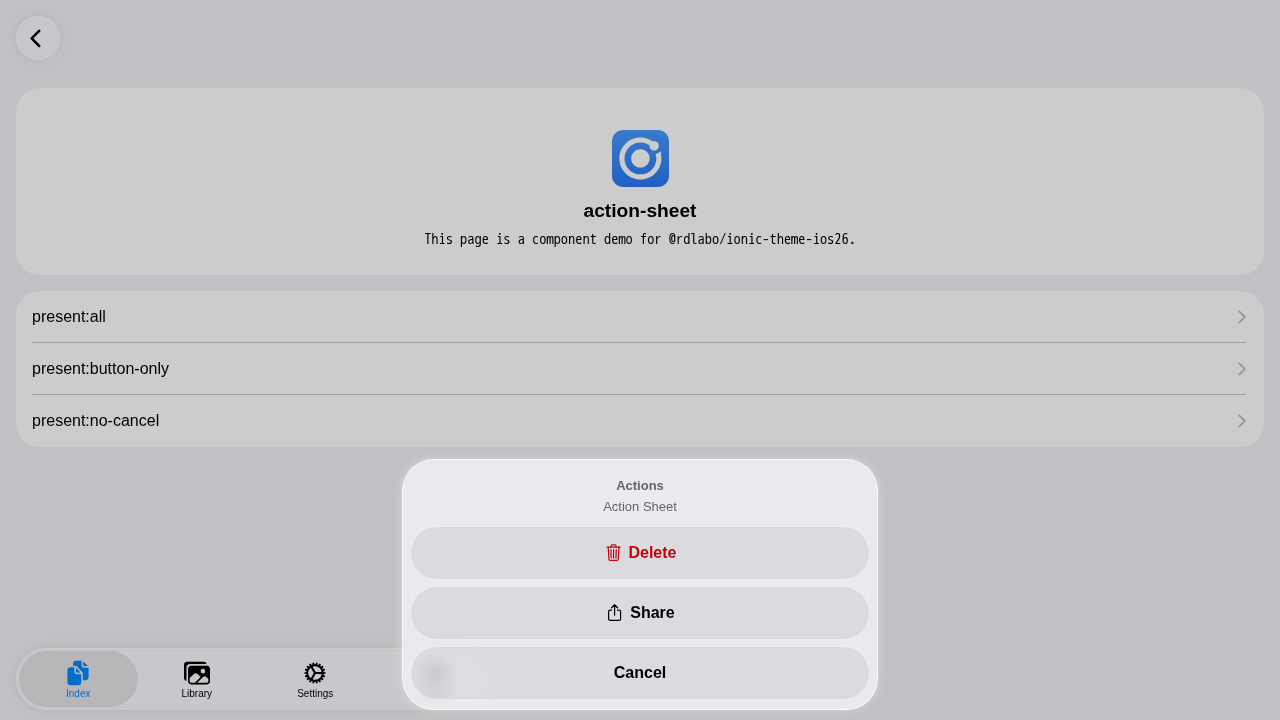 action-sheet
This page is a component demo for @rdlabo/ionic-theme-ios26.
present:all
present:button-only
present:no-cancel
Actions
Action Sheet
Delete
Share
Cancel
Index
Library
Settings